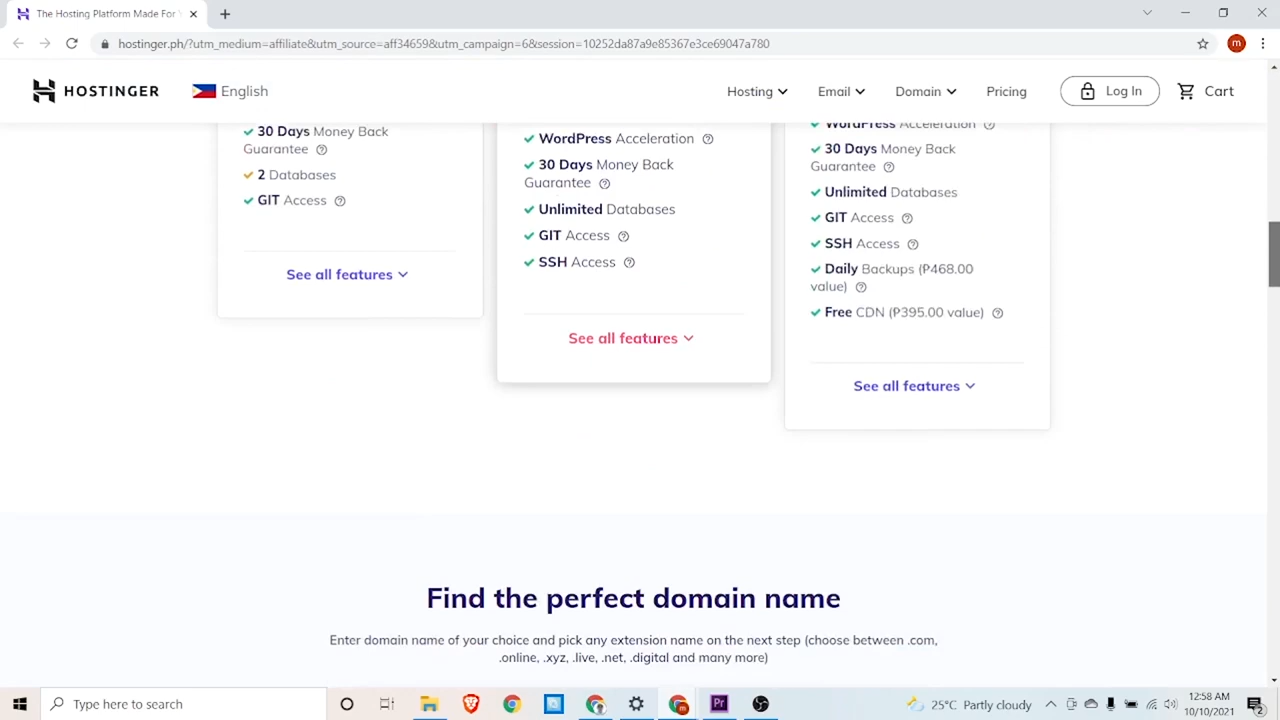 The Hosting Platform Made For
hostinger.ph/?utm_medium=affiliate&utm_source=aff34659&utm_campaign=6&session=10252da87a9e85367e3ce69047a780
m
HOSTINGER
English
Hosting
Email
Domain
Pricing
Log In
Cart
30 Days Money Back
Guarantee
2 Databases
GIT Access
See all features
WordPress Acceleration
30 Days Money Back
Guarantee
Unlimited Databases
GIT Access
SSH Access
See all features
WordPress Acceleration
30 Days Money Back
Guarantee
Unlimited Databases
GIT Access
SSH Access
Daily Backups (₱468.00
value)
Free CDN (₱395.00 value)
See all features
Find the perfect domain name
Enter domain name of your choice and pick any extension name on the next step (choose between .com,
.online, .xyz, .live, .net, .digital and many more)
Type here to search
Pr
25°C Partly cloudy
12:58 AM
10/10/2021
2